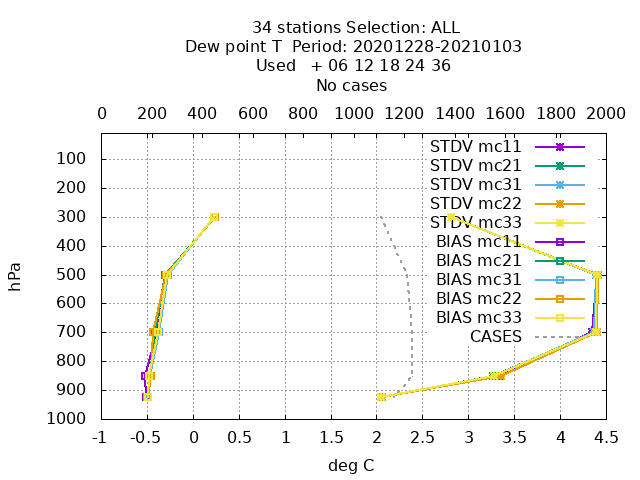 34 stations Selection: ALL
Dew point T  Period: 20201228-20210103
Used   + 06 12 18 24 36
No cases
0 200 400 600 800 1000 1200 1400 1600 1800 2000
STDV mc11
STDV mc21
STDV mc31
STDV mc22
STDV mc33
BIAS mc11
BIAS mc21
BIAS mc31
BIAS mc22
BIAS mc33
CASES
hPa
100
200
300
400
500
600
700
800
900
1000
-1 -0.5 0 0.5 1 1.5 2 2.5 3 3.5 4 4.5
deg C